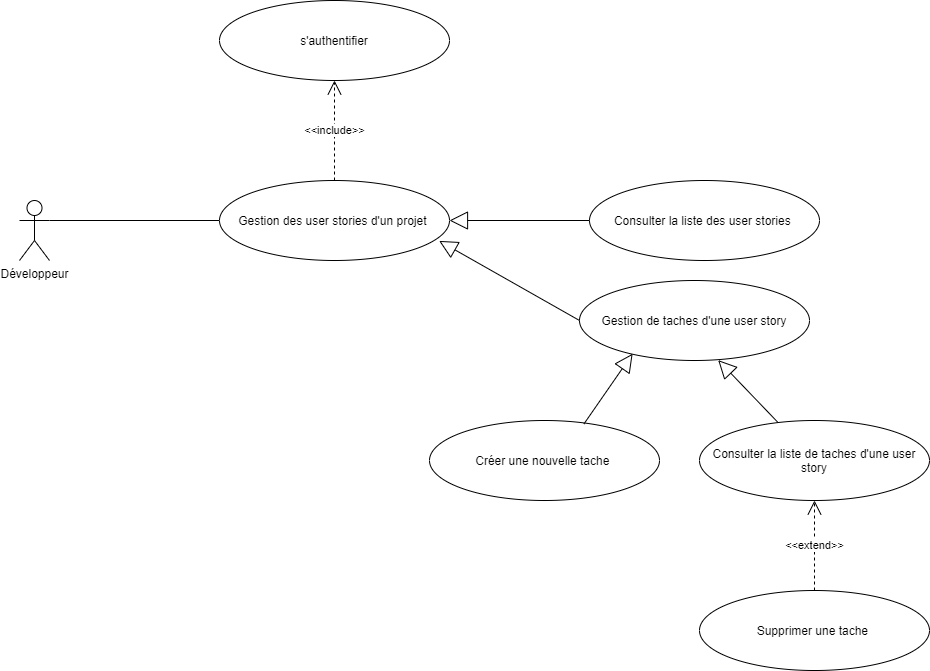 s'authentifier
<<include>>
Gestion des user stories d'un projet
Consulter la liste des user stories
Développeur
Gestion de taches d'une user story
Créer une nouvelle tache
Consulter la liste de taches d'une user
story
<<extend>>
Supprimer une tache